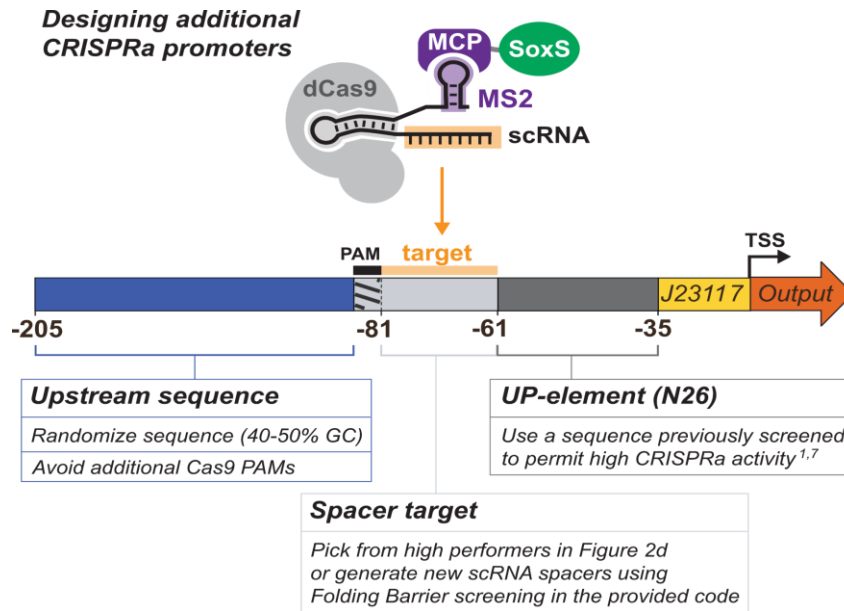 Designing additional
CRISPRa promoters
MCP
SoxS
dCas9
MS2
scRNA
PAM
target
TSS
J23117
Output
-205
-81
-61
-35
Upstream sequence
Randomize sequence (40-50% GC)
Avoid additional Cas9 PAMs
UP-element (N26)
Use a sequence previously screened
to permit high CRISPRa activity1,7
Spacer target
Pick from high performers in Figure 2d
or generate new scRNA spacers using
Folding Barrier screening in the provided code